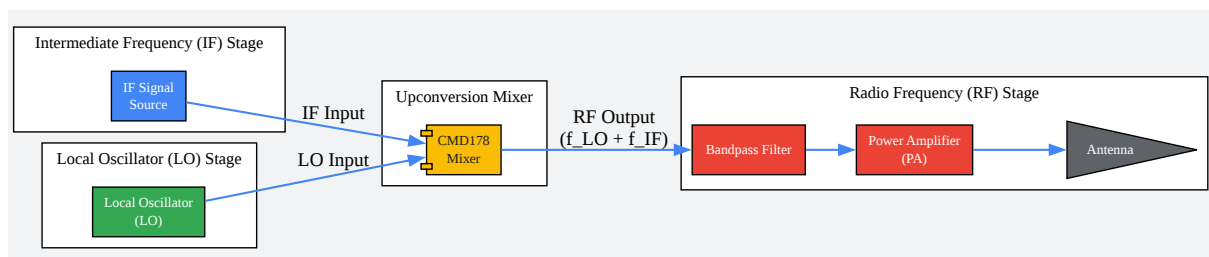 Intermediate Frequency (IF) Stage
IF Signal
Source
IF Input
Local Oscillator (LO) Stage
Local Oscillator
(LO)
LO Input
Upconversion Mixer
CMD178
Mixer
RF Output
(f_LO + f_IF)
Radio Frequency (RF) Stage
Bandpass Filter
Power Amplifier
(PA)
Antenna